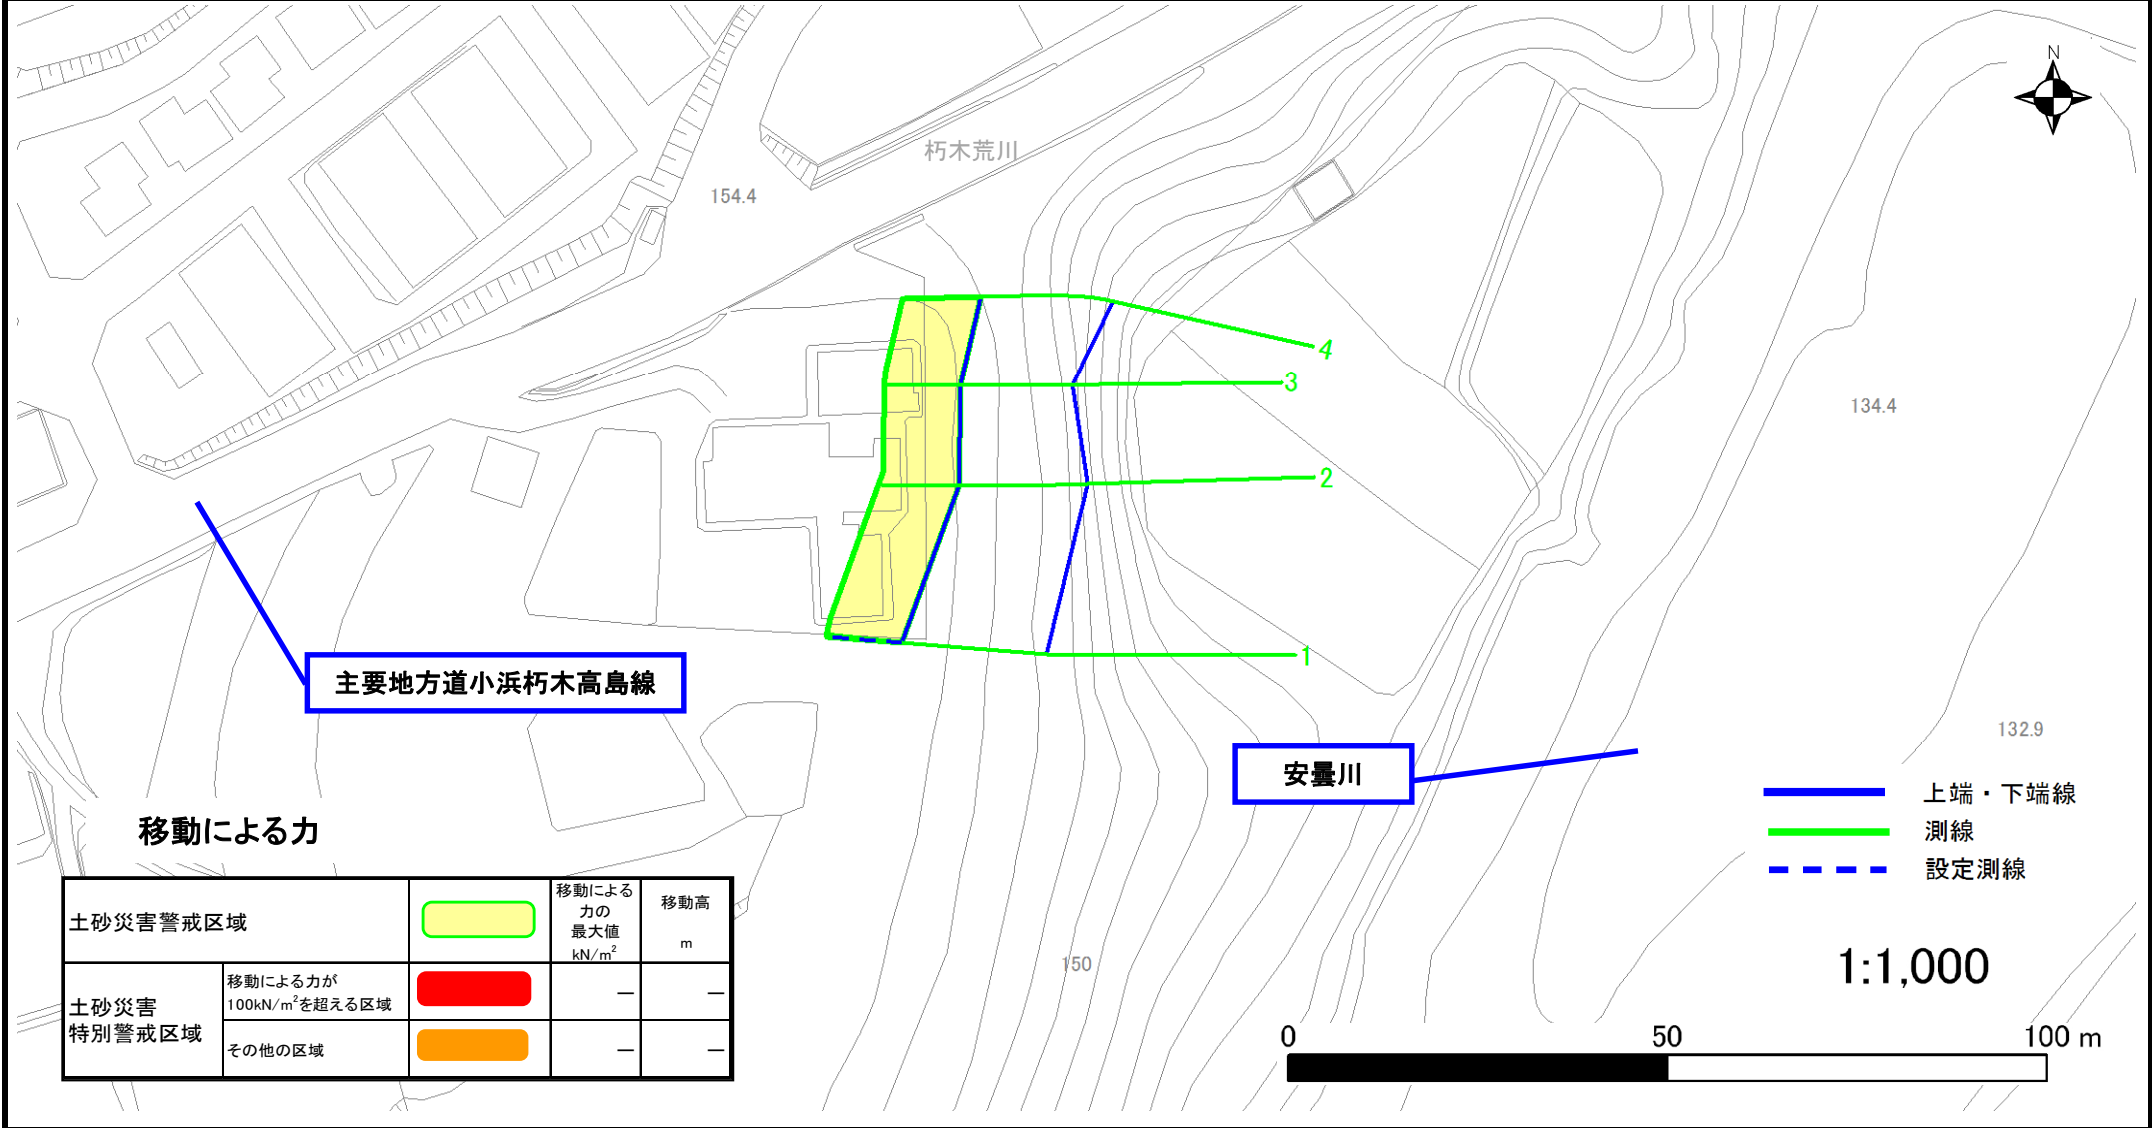 N
朽木荒川
154.4
4
3
134.4
2
1
主要地方道小浜朽木高島線
132.9
安曇川
上端・下端線
測線
設定測線
移動による力
土砂災害警戒区域
移動による
力の
最大値
kN/m²
移動高
m
土砂災害
特別警戒区域
移動による力が
100kN/m²を超える区域
― ―
その他の区域
― ―
150
1:1,000
0 50 100 m